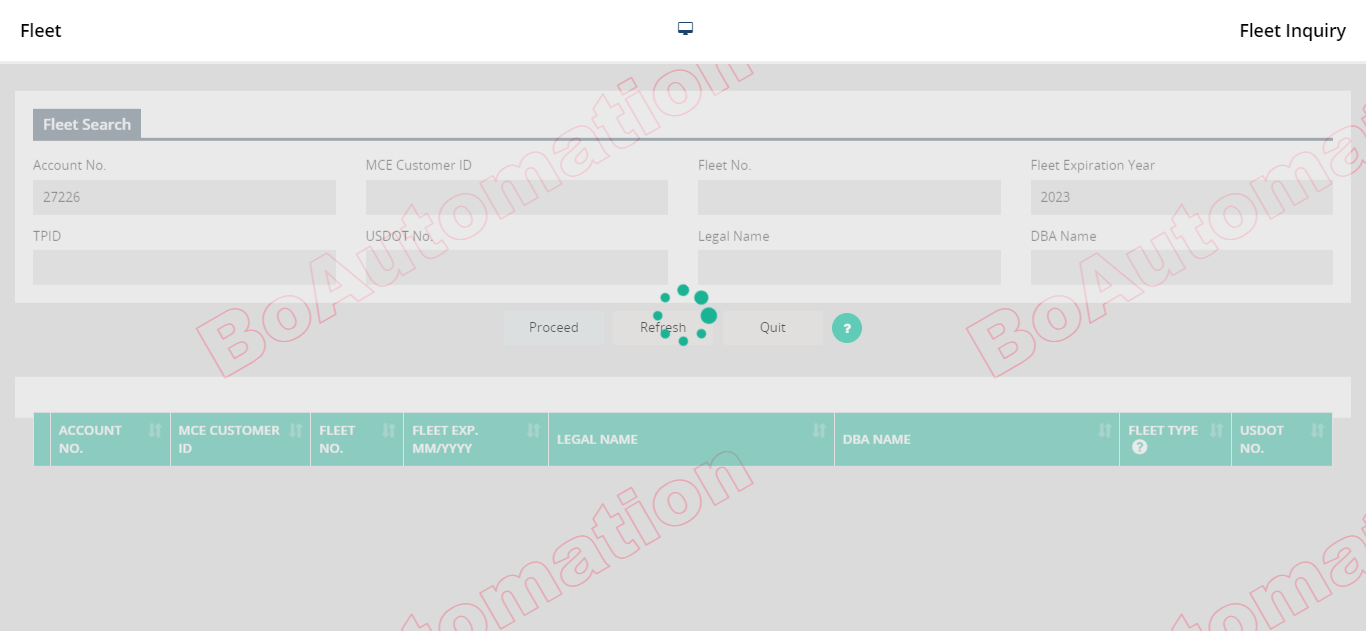 Fleet
Fleet Inquiry
Fleet Search
Account No.
MCE Customer ID
Fleet No.
Fleet Expiration Year
27226
2023
TPID
USDOT No.
Legal Name
DBA Name
Proceed
Refresh
Quit
?
ACCOUNT NO.
MCE CUSTOMER ID
FLEET NO.
FLEET EXP. MM/YYYY
LEGAL NAME
DBA NAME
FLEET TYPE ?
USDOT NO.
BoAutomation
BoAutomation
BoAutomation
BoAutomation